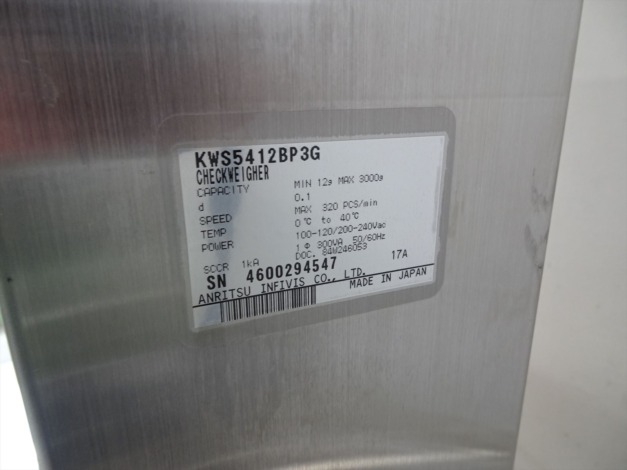 KWS5412BP3G
CHECKWEIGHER
CAPACITY MIN 12g MAX 3000g
d 0.1
SPEED MAX 320 PCS/min
TEMP 0℃ to 40℃
POWER 100-120/200-240Vac
1 Φ 300VA 50/60Hz
SCCR 1kA DOC. 84W246053 17A
SN 4600294547
ANRITSU INFIVIS CO., LTD. MADE IN JAPAN